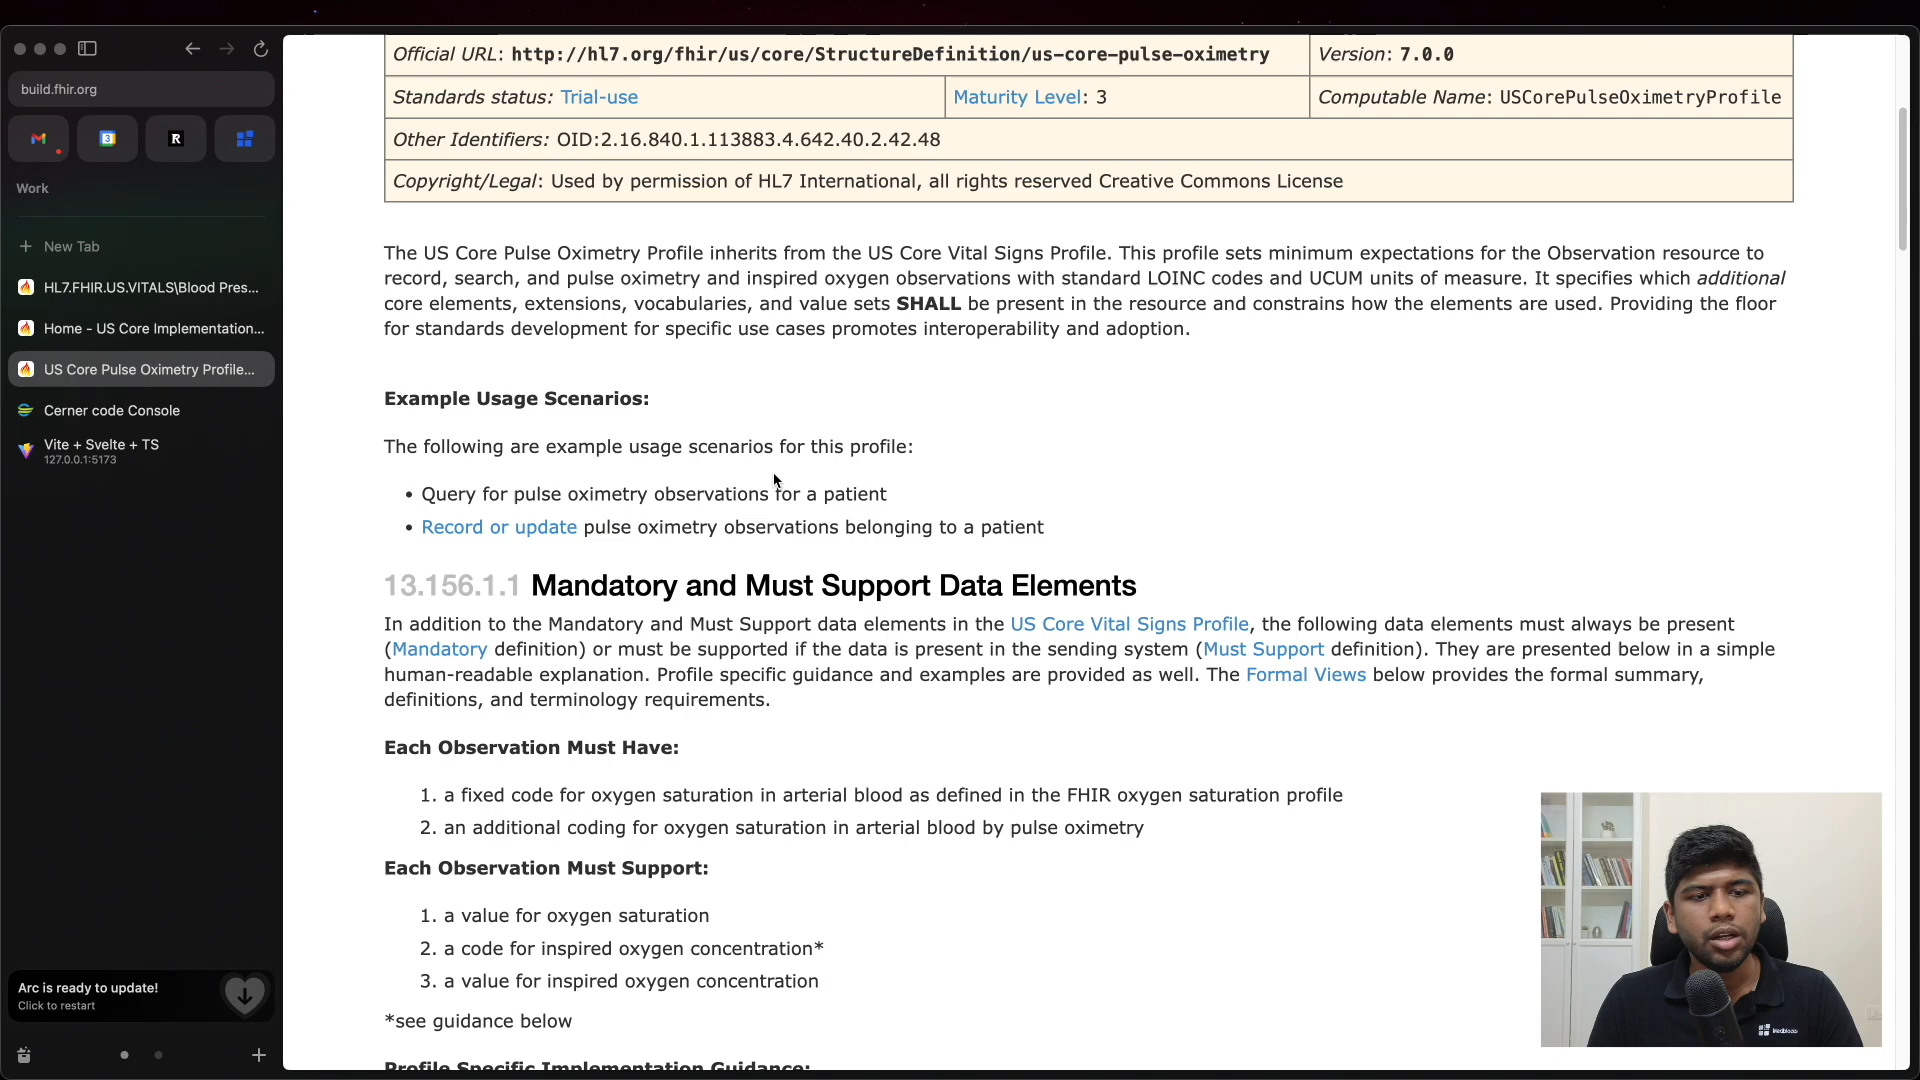 build.fhir.org
3
R
Work
New Tab
HL7.FHIR.US.VITALS\Blood Pres...
Home - US Core Implementation...
US Core Pulse Oximetry Profile...
Cerner code Console
Vite + Svelte + TS
127.0.0.1:5173
Arc is ready to update!
Click to restart
Official URL: http://hl7.org/fhir/us/core/StructureDefinition/us-core-pulse-oximetry
Version: 7.0.0
Standards status: Trial-use
Maturity Level: 3
Computable Name: USCorePulseOximetryProfile
Other Identifiers: OID:2.16.840.1.113883.4.642.40.2.42.48
Copyright/Legal: Used by permission of HL7 International, all rights reserved Creative Commons License
The US Core Pulse Oximetry Profile inherits from the US Core Vital Signs Profile. This profile sets minimum expectations for the Observation resource to
record, search, and pulse oximetry and inspired oxygen observations with standard LOINC codes and UCUM units of measure. It specifies which additional
core elements, extensions, vocabularies, and value sets SHALL be present in the resource and constrains how the elements are used. Providing the floor
for standards development for specific use cases promotes interoperability and adoption.
Example Usage Scenarios:
The following are example usage scenarios for this profile:
• Query for pulse oximetry observations for a patient
• Record or update pulse oximetry observations belonging to a patient
13.156.1.1 Mandatory and Must Support Data Elements
In addition to the Mandatory and Must Support data elements in the US Core Vital Signs Profile, the following data elements must always be present
(Mandatory definition) or must be supported if the data is present in the sending system (Must Support definition). They are presented below in a simple
human-readable explanation. Profile specific guidance and examples are provided as well. The Formal Views below provides the formal summary,
definitions, and terminology requirements.
Each Observation Must Have:
1. a fixed code for oxygen saturation in arterial blood as defined in the FHIR oxygen saturation profile
2. an additional coding for oxygen saturation in arterial blood by pulse oximetry
Each Observation Must Support:
1. a value for oxygen saturation
2. a code for inspired oxygen concentration*
3. a value for inspired oxygen concentration
*see guidance below
Profile Specific Implementation Guidance:
medblocks